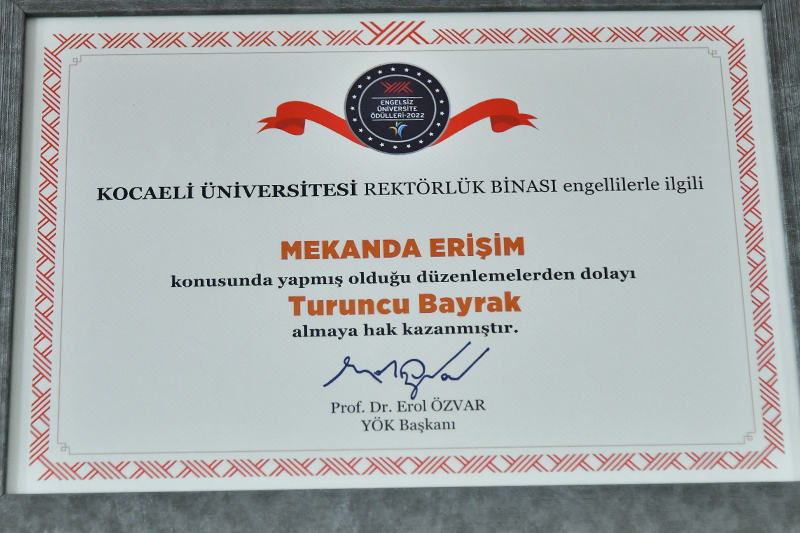 YÖK
ENGELSİZ
ÜNİVERSİTE
ÖDÜLLERİ-2022
KOCAELİ ÜNİVERSİTESİ REKTÖRLÜK BİNASI engellilerle ilgili
MEKANDA ERİŞİM
konusunda yapmış olduğu düzenlemelerden dolayı
Turuncu Bayrak
almaya hak kazanmıştır.
Prof. Dr. Erol ÖZVAR
YÖK Başkanı